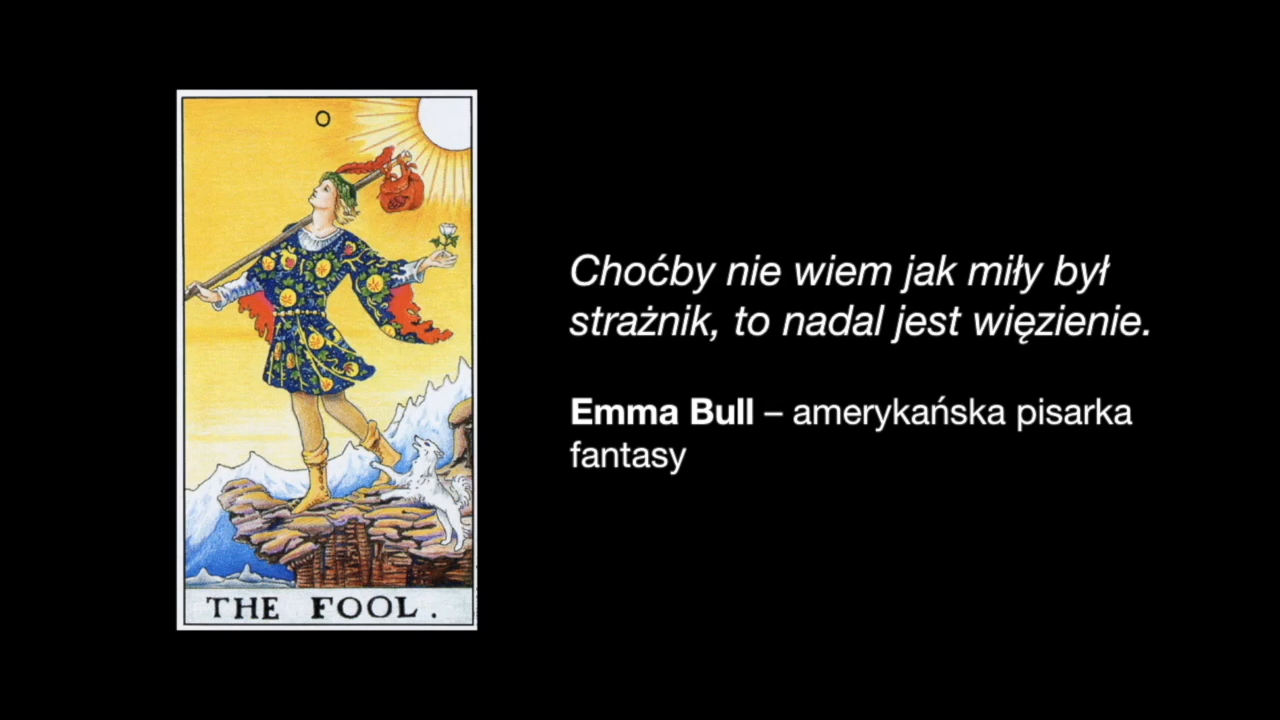 0
THE FOOL.
Choćby nie wiem jak miły był
strażnik, to nadal jest więzienie.
Emma Bull – amerykańska pisarka
fantasy